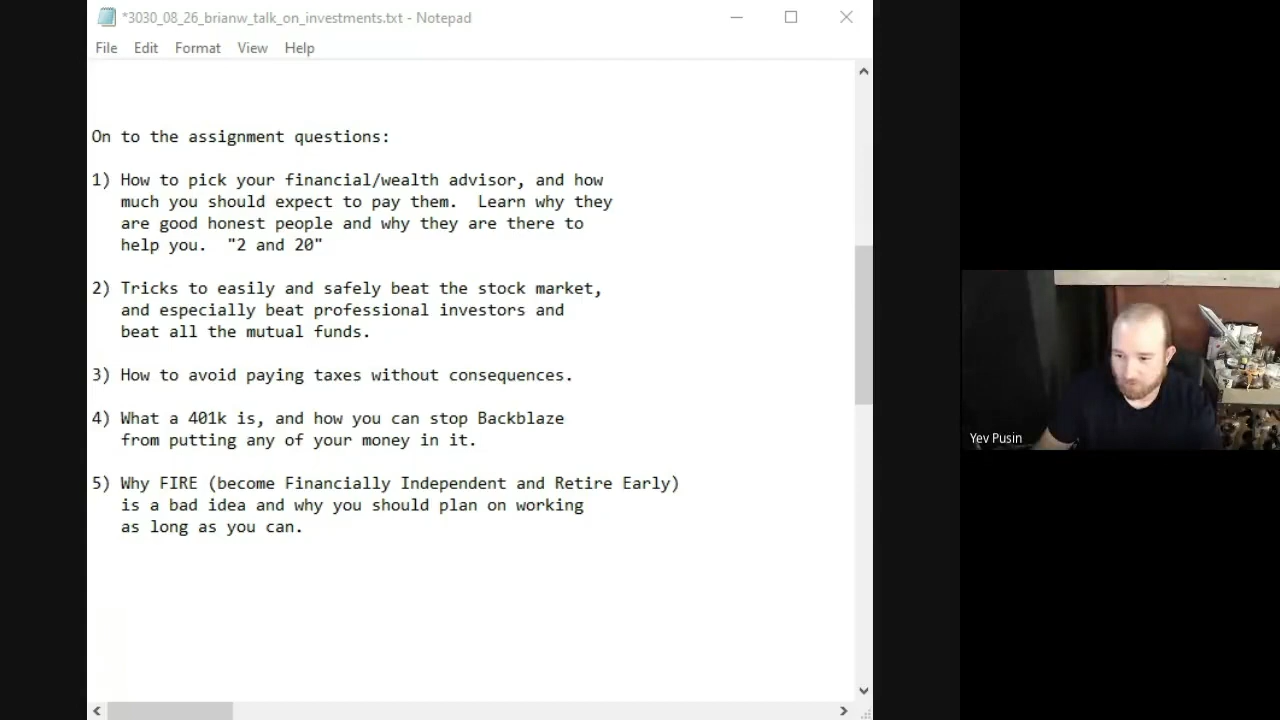 *3030_08_26_brianw_talk_on_investments.txt - Notepad
File Edit Format View Help
On to the assignment questions:
1) How to pick your financial/wealth advisor, and how
much you should expect to pay them. Learn why they
are good honest people and why they are there to
help you. "2 and 20"
2) Tricks to easily and safely beat the stock market,
and especially beat professional investors and
beat all the mutual funds.
3) How to avoid paying taxes without consequences.
4) What a 401k is, and how you can stop Backblaze
from putting any of your money in it.
5) Why FIRE (become Financially Independent and Retire Early)
is a bad idea and why you should plan on working
as long as you can.
Yev Pusin